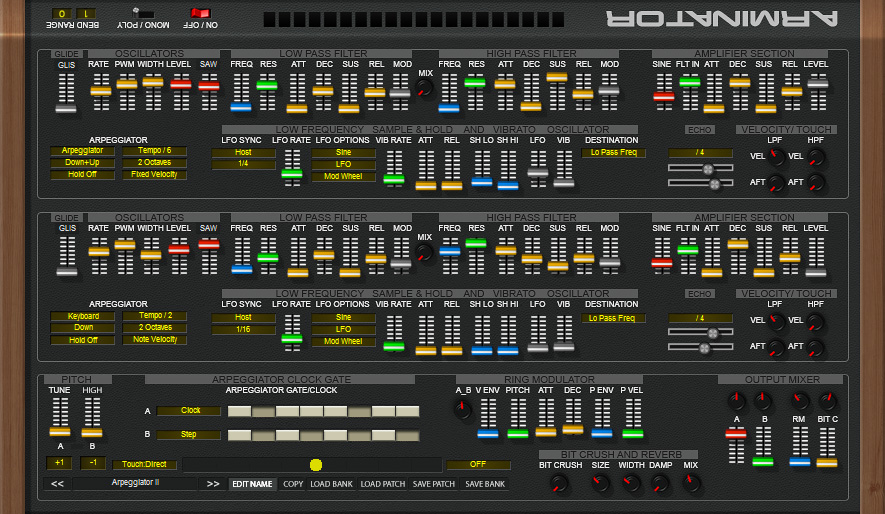 0 1 BEND RANGE MONO / POLY ON / OFF ARMINATOR
GLIDE OSCILLATORS LOW PASS FILTER HIGH PASS FILTER AMPLIFIER SECTION
GLIS RATE PWM WIDTH LEVEL SAW FREQ RES ATT DEC SUS REL MOD MIX FREQ RES ATT DEC SUS REL MOD SINE FLT IN ATT DEC SUS REL LEVEL
LOW FREQUENCY SAMPLE & HOLD AND VIBRATO OSCILLATOR ECHO VELOCITY/ TOUCH
ARPEGGIATOR LFO SYNC LFO RATE LFO OPTIONS VIB RATE ATT REL SH LO SH HI LFO VIB DESTINATION LPF HPF
Arpeggiator Tempo / 6 Host Sine Lo Pass Freq / 4 VEL
Down+Up 2 Octaves 1/4 LFO
Hold Off Fixed Velocity Mod Wheel AFT
GLIDE OSCILLATORS LOW PASS FILTER HIGH PASS FILTER AMPLIFIER SECTION
GLIS RATE PWM WIDTH LEVEL SAW FREQ RES ATT DEC SUS REL MOD MIX FREQ RES ATT DEC SUS REL MOD SINE FLT IN ATT DEC SUS REL LEVEL
LOW FREQUENCY SAMPLE & HOLD AND VIBRATO OSCILLATOR ECHO VELOCITY/ TOUCH
ARPEGGIATOR LFO SYNC LFO RATE LFO OPTIONS VIB RATE ATT REL SH LO SH HI LFO VIB DESTINATION LPF HPF
Keyboard Tempo / 2 Host Sine Lo Pass Freq / 4 VEL
Down 2 Octaves 1/16 LFO
Hold Off Note Velocity Mod Wheel AFT
PITCH ARPEGGIATOR CLOCK GATE RING MODULATOR OUTPUT MIXER
TUNE HIGH ARPEGGIATOR GATE/CLOCK A_B V ENV PITCH ATT DEC P ENV P VEL
A Clock A B RM BIT C
B Step
A B BIT CRUSH AND REVERB
+1 -1 Touch:Direct OFF BIT CRUSH SIZE WIDTH DAMP MIX
<< Arpeggiator II >> EDIT NAME COPY LOAD BANK LOAD PATCH SAVE PATCH SAVE BANK